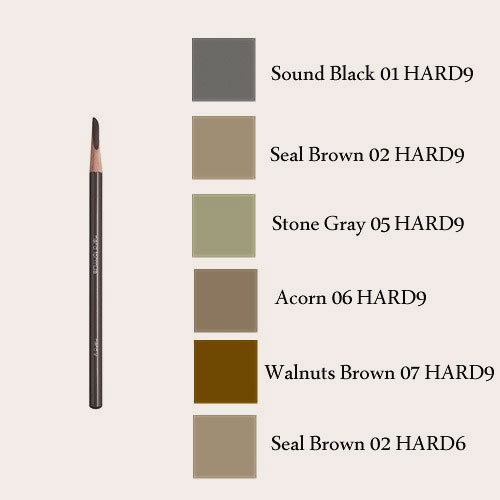 Sound Black 01 HARD9
Seal Brown 02 HARD9
Stone Gray 05 HARD9
Acorn 06 HARD9
Walnuts Brown 07 HARD9
Seal Brown 02 HARD6